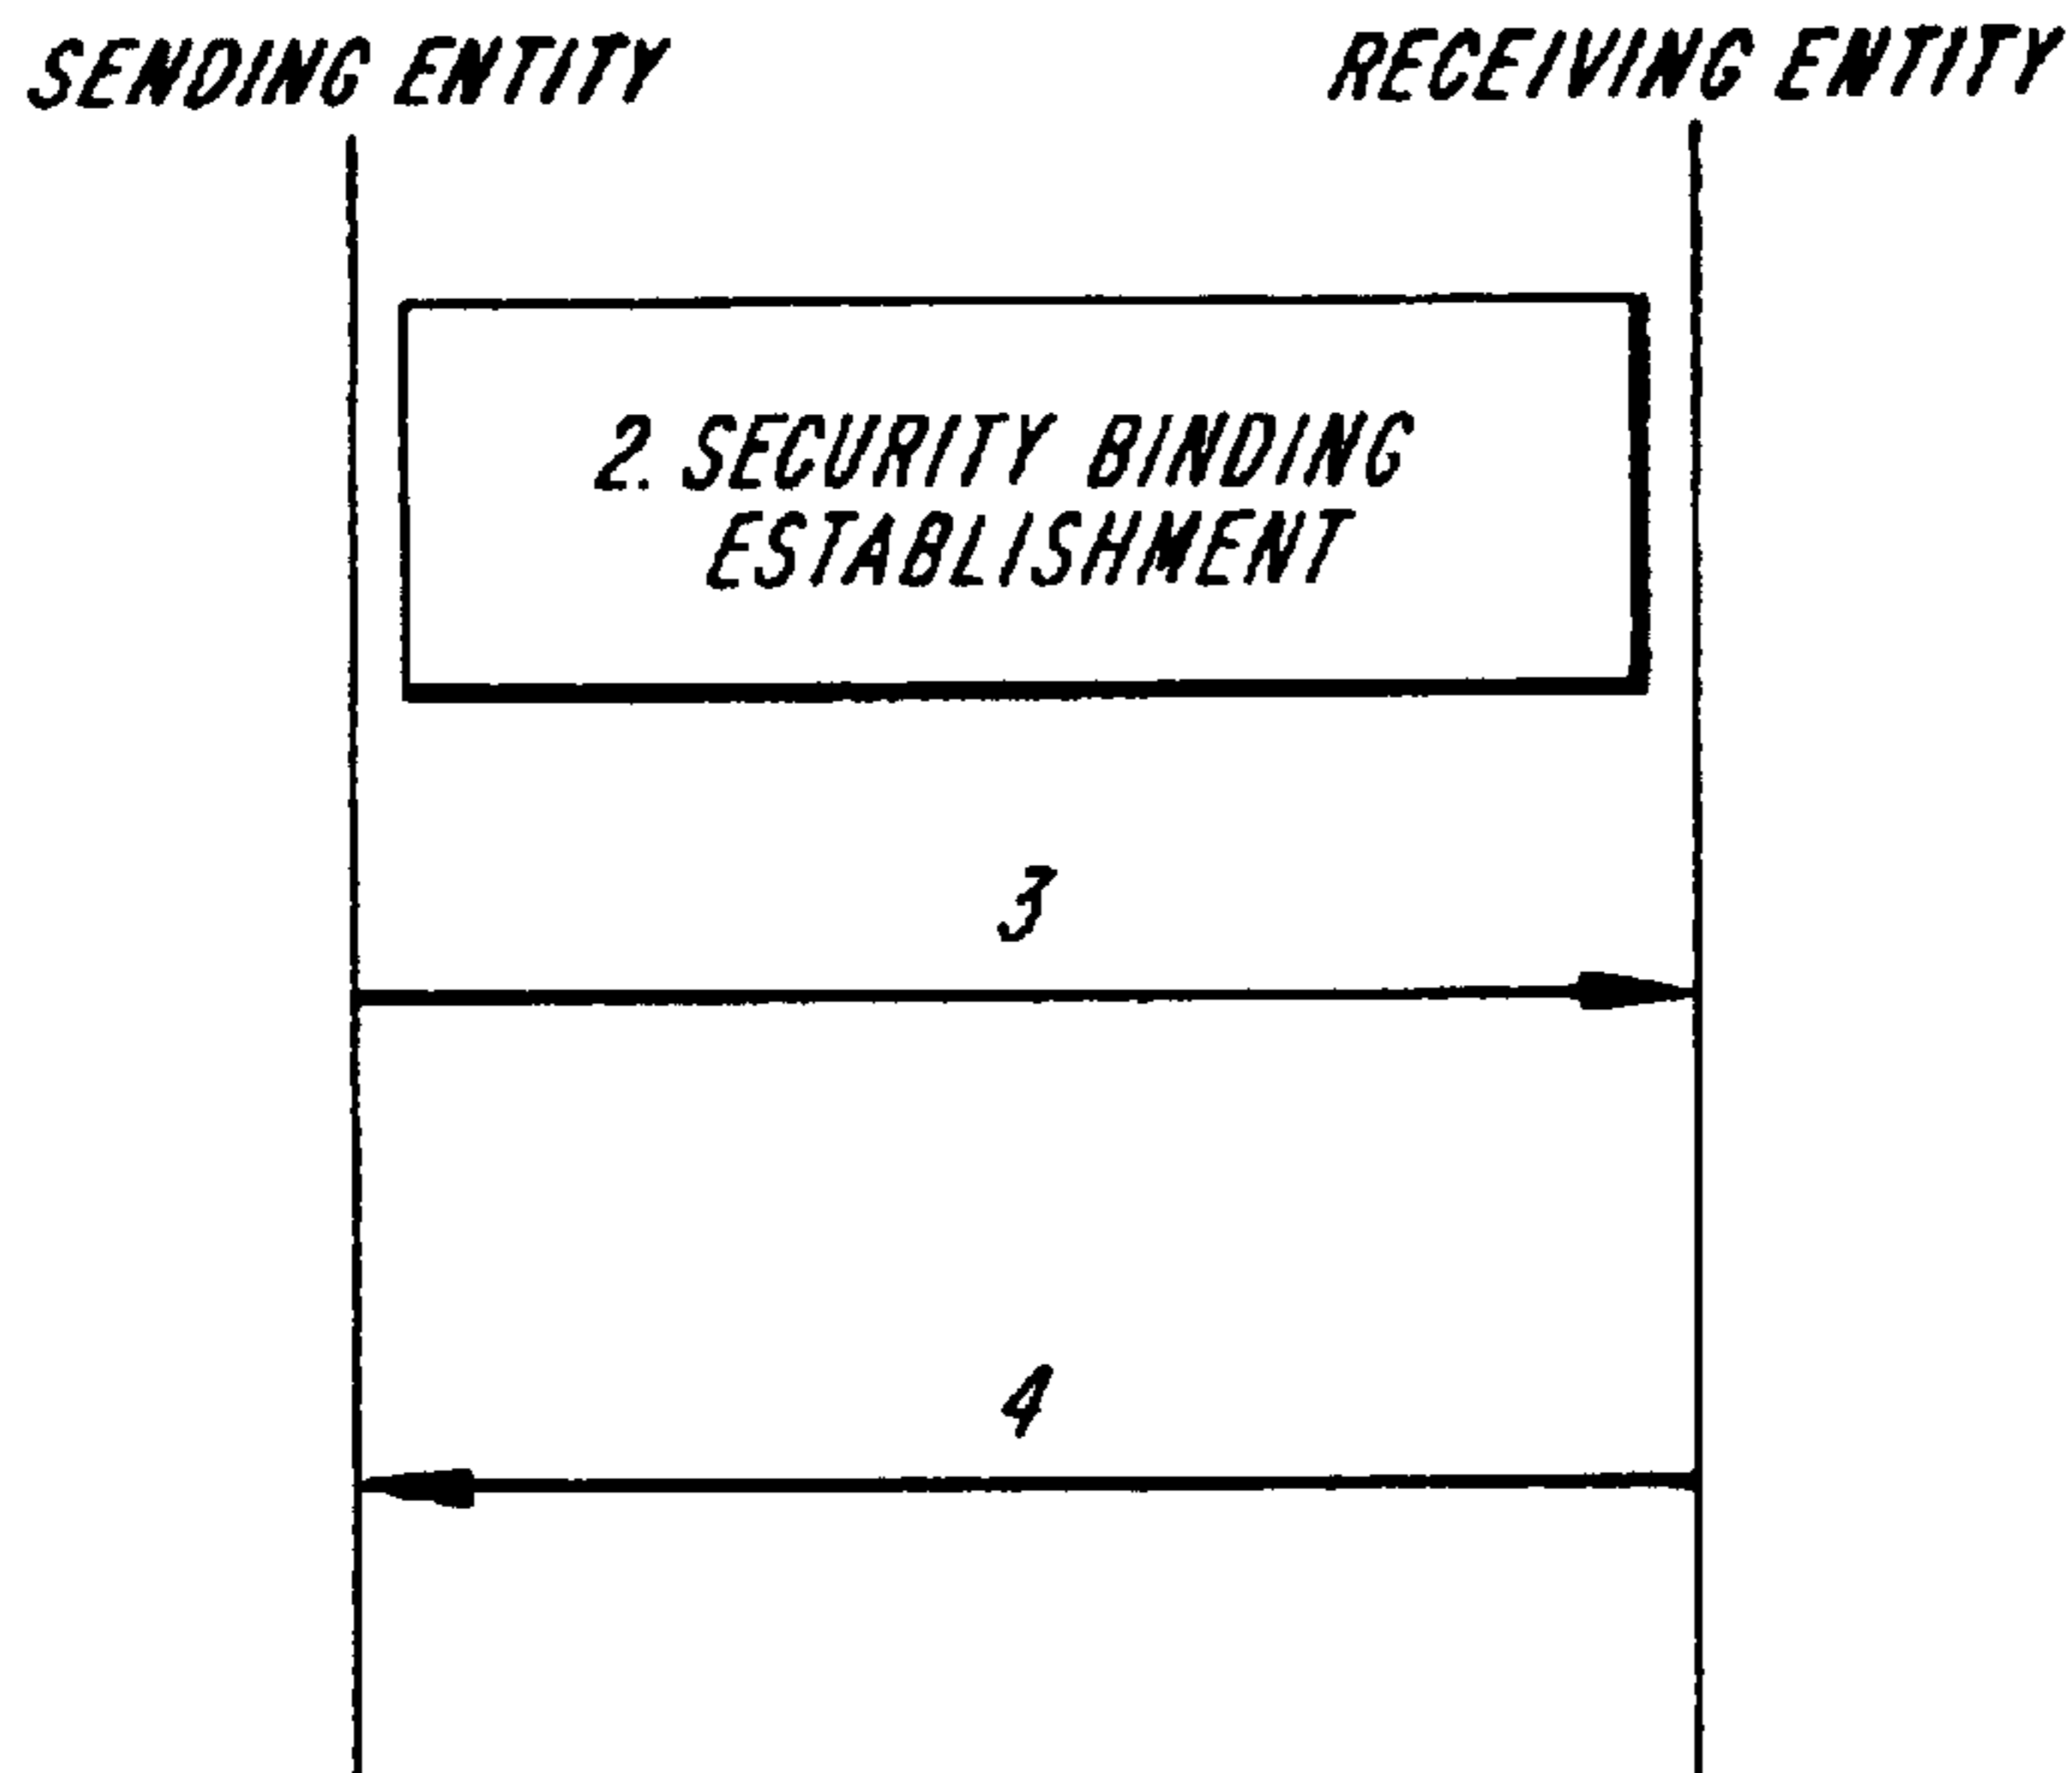 SENDING ENTITY
RECEIVING ENTITY
2. SECURITY BINDING
ESTABLISHMENT
3
4